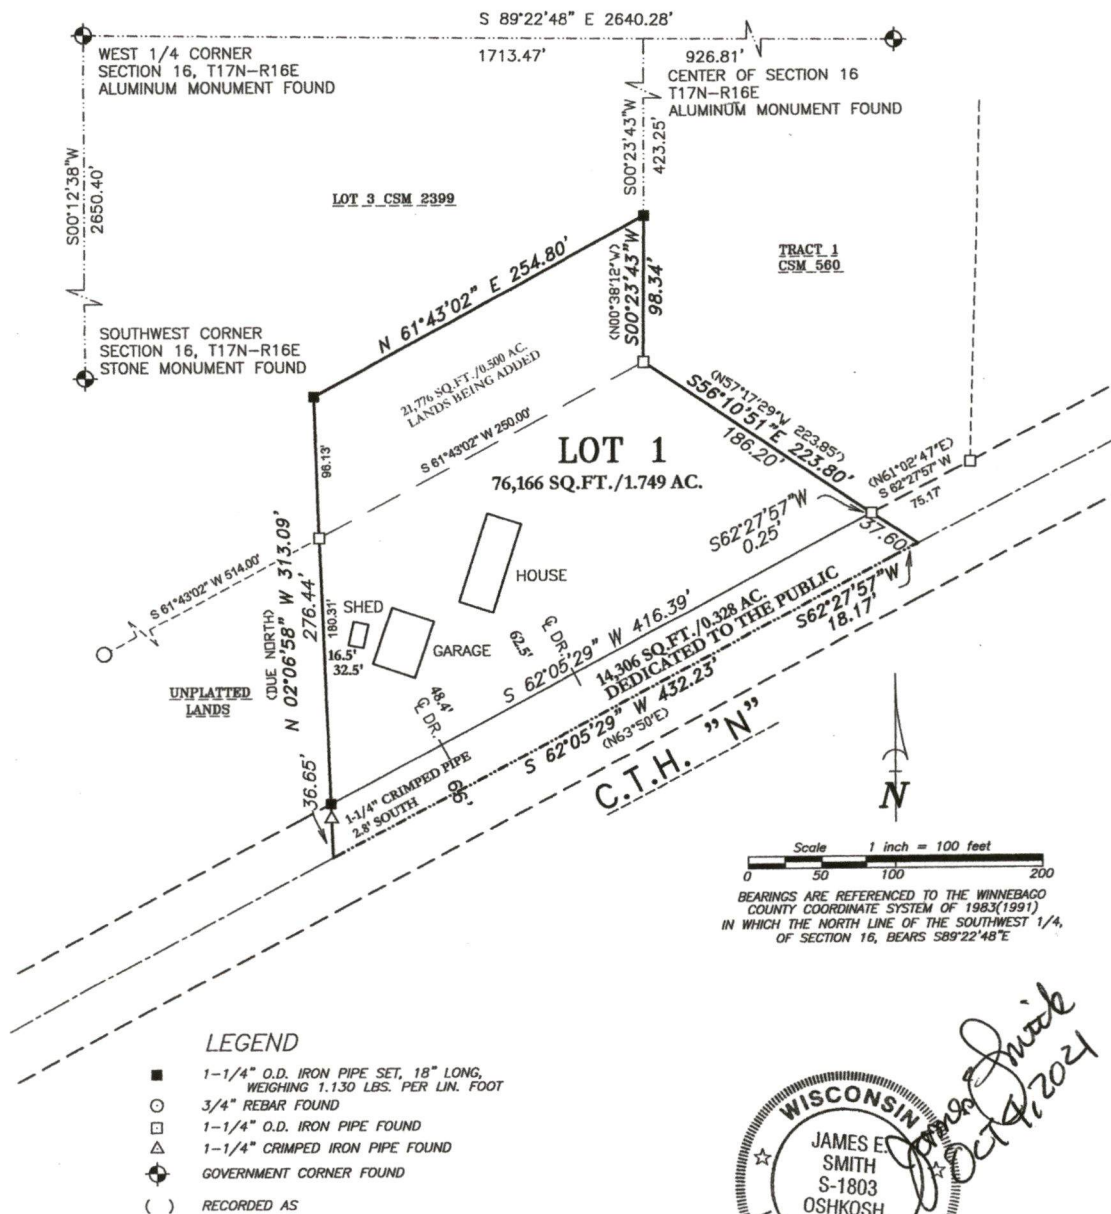 S 89°22'48" E 2640.28'
1713.47'
926.81'
WEST 1/4 CORNER
SECTION 16, T17N-R16E
ALUMINUM MONUMENT FOUND
CENTER OF SECTION 16
T17N-R16E
ALUMINUM MONUMENT FOUND
S00°12'38"W
2650.40'
S00°23'43"W
423.25'
LOT 3 CSM 2399
TRACT 1
CSM 560
N 61°43'02" E 254.80'
(N00°38'12"W)
S00°23'43"W
98.34'
SOUTHWEST CORNER
SECTION 16, T17N-R16E
STONE MONUMENT FOUND
21,776 SQ.FT./0.500 AC.
LANDS BEING ADDED
S 61°43'02" W 250.00'
96.13'
(N57°17'29"W 223.85')
S56°10'51"E 223.80'
186.20'
LOT 1
76,166 SQ.FT./1.749 AC.
(N61°02'47"E)
S 62°27'57" W
75.17'
S62°27'57"W
0.25'
37.60'
S 61°43'02" W 514.00'
(DUE NORTH)
N 02°06'58" W 313.09'
276.44'
180.31'
HOUSE
SHED
GARAGE
16.5'
32.5'
62.5'
℄ DR.
48.4'
℄ DR.
S 62°05'29" W 416.39'
14,306 SQ.FT./0.328 AC.
DEDICATED TO THE PUBLIC
S62°27'57"W
18.17'
S 62°05'29" W 432.23'
(N63°50'E)
UNPLATTED
LANDS
36.65'
1-1/4" CRIMPED PIPE
2.8' SOUTH
66'
C.T.H. "N"
N
Scale 1 inch = 100 feet
0 50 100 200
BEARINGS ARE REFERENCED TO THE WINNEBAGO
COUNTY COORDINATE SYSTEM OF 1983(1991)
IN WHICH THE NORTH LINE OF THE SOUTHWEST 1/4,
OF SECTION 16, BEARS S89°22'48"E
LEGEND
1-1/4" O.D. IRON PIPE SET, 18" LONG,
WEIGHING 1.130 LBS. PER LIN. FOOT
3/4" REBAR FOUND
1-1/4" O.D. IRON PIPE FOUND
1-1/4" CRIMPED IRON PIPE FOUND
GOVERNMENT CORNER FOUND
( ) RECORDED AS
WISCONSIN
JAMES E.
SMITH
S-1803
OSHKOSH
James Smith
Oct 4, 2021